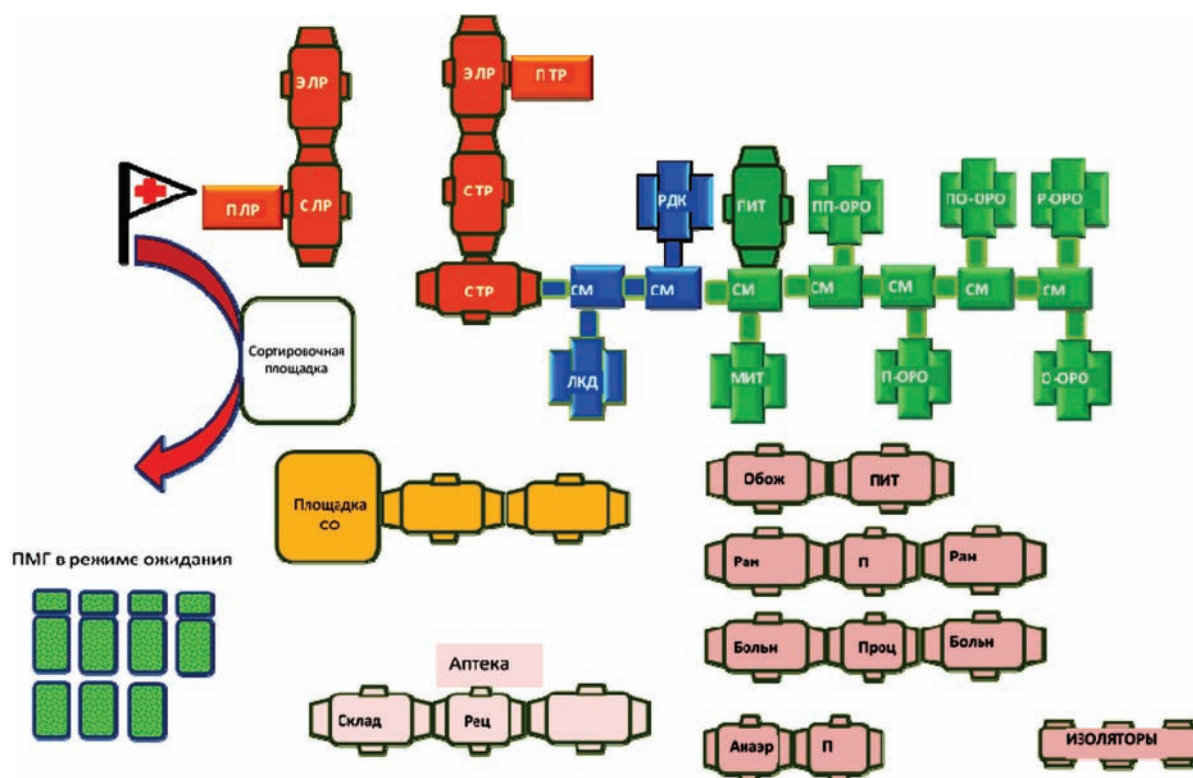 ЭЛР
ЭЛР
ПТР
ПЛР
СЛР
СТР
РДК
ПИТ
ПП-ОРО
ПО-ОРО
Р-ОРО
СТР
СМ
СМ
СМ
СМ
СМ
СМ
СМ
Сортировочная
площадка
ЛКД
МИТ
П-ОРО
О-ОРО
Площадка
СО
Обож
ПИТ
ПМГ в режиме ожидания
Ран
П
Ран
Больн
Проц
Больн
Аптека
Склад
Рец
Анаэр
П
ИЗОЛЯТОРЫ